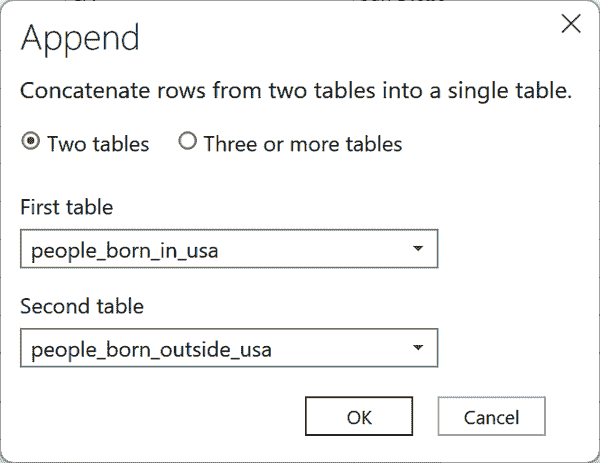 Append
Concatenate rows from two tables into a single table.
Two tables Three or more tables
First table
people_born_in_usa
Second table
people_born_outside_usa
OK Cancel